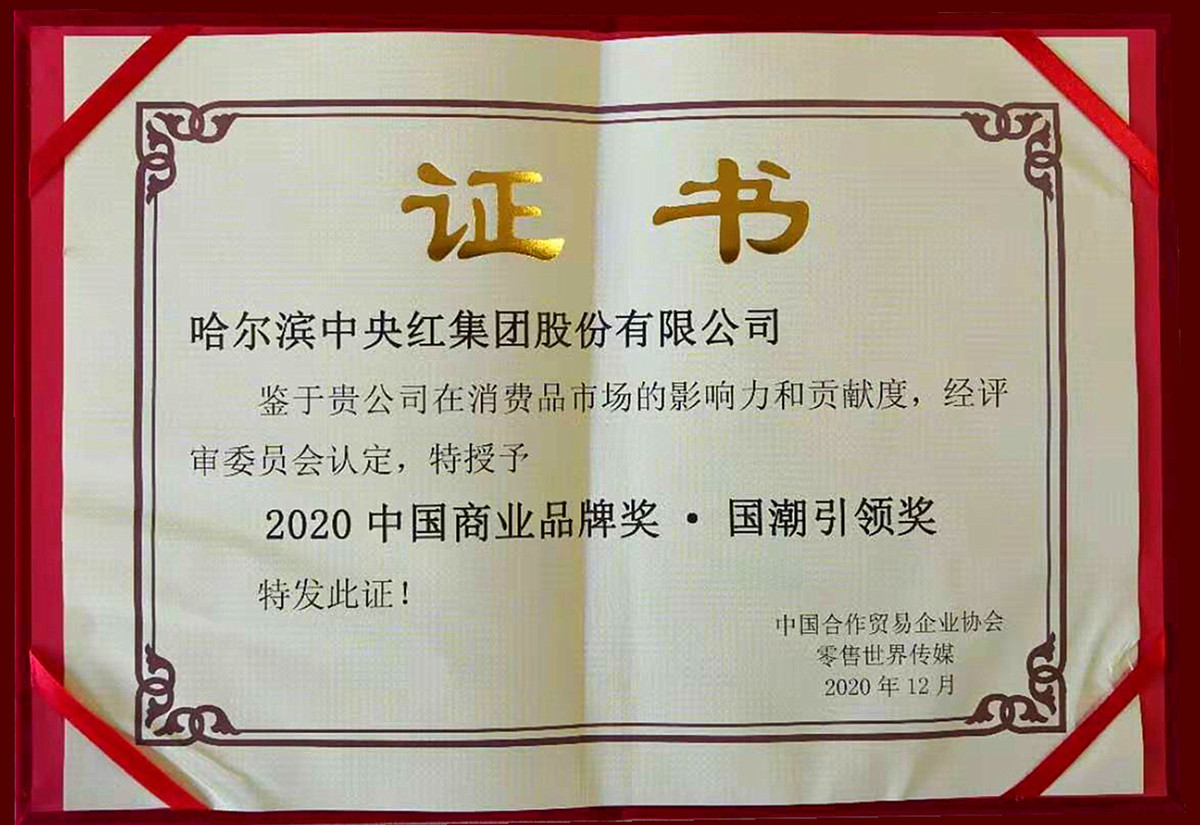 证 书
哈尔滨中央红集团股份有限公司
鉴于贵公司在消费品市场的影响力和贡献度，经评
审委员会认定，特授予
2020 中国商业品牌奖 · 国潮引领奖
特发此证！
中国合作贸易企业协会
零售世界传媒
2020 年 12 月